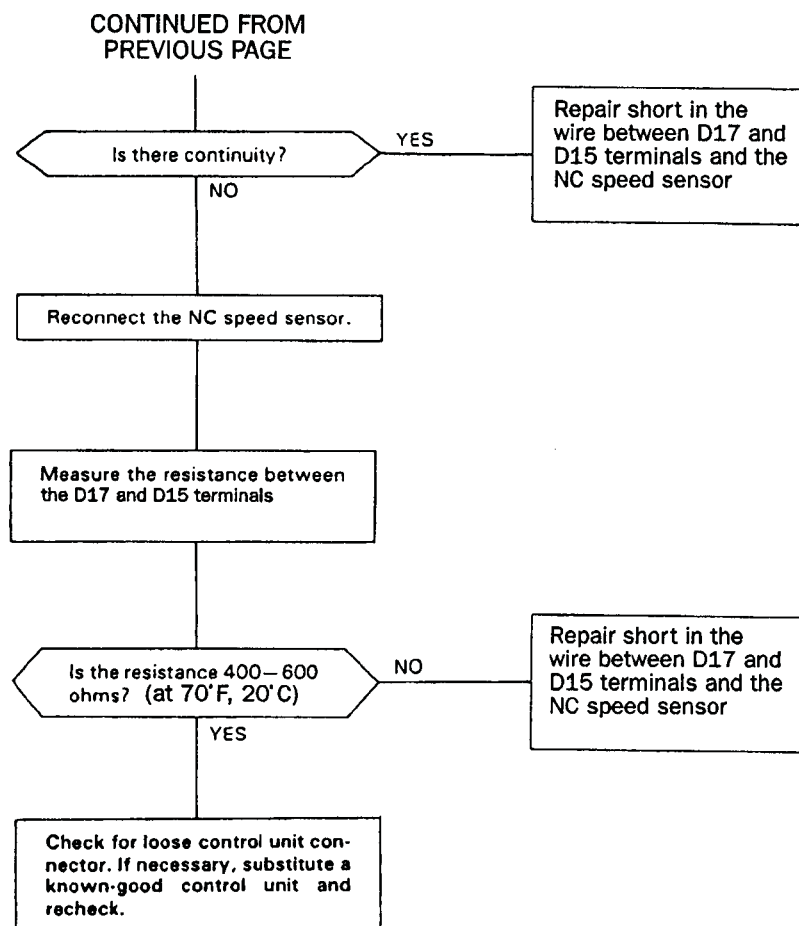 CONTINUED FROM
PREVIOUS PAGE
Is there continuity?
YES
Repair short in the
wire between D17 and
D15 terminals and the
NC speed sensor
NO
Reconnect the NC speed sensor.
Measure the resistance between
the D17 and D15 terminals
Is the resistance 400–600
ohms? (at 70°F, 20°C)
NO
Repair short in the
wire between D17 and
D15 terminals and the
NC speed sensor
YES
Check for loose control unit con-
nector. If necessary, substitute a
known-good control unit and
recheck.